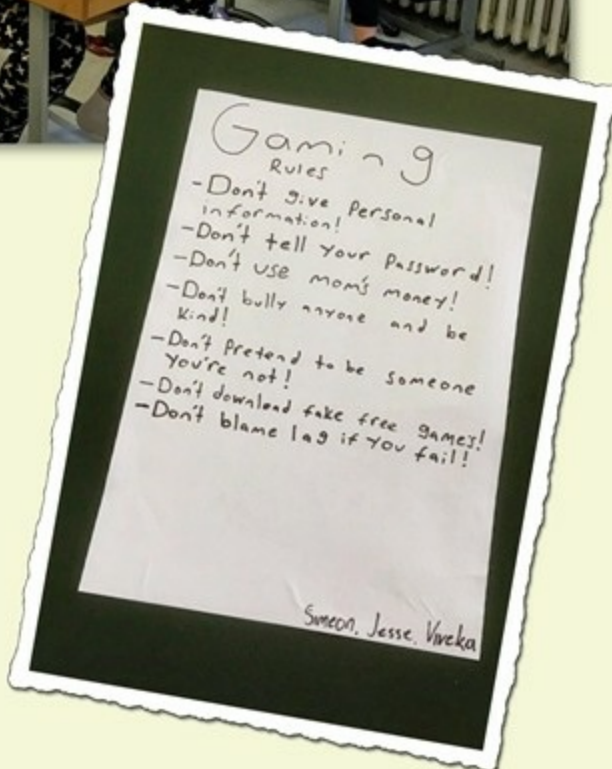 Gaming
Rules
-Don't give Personal
information!
-Don't tell your Password!
-Don't use mom's money!
-Don't bully anyone and be
kind!
-Don't Pretend to be someone
you're not!
-Don't download fake free games!
-Don't blame lag if you fail!
Simeon, Jesse, Viveka